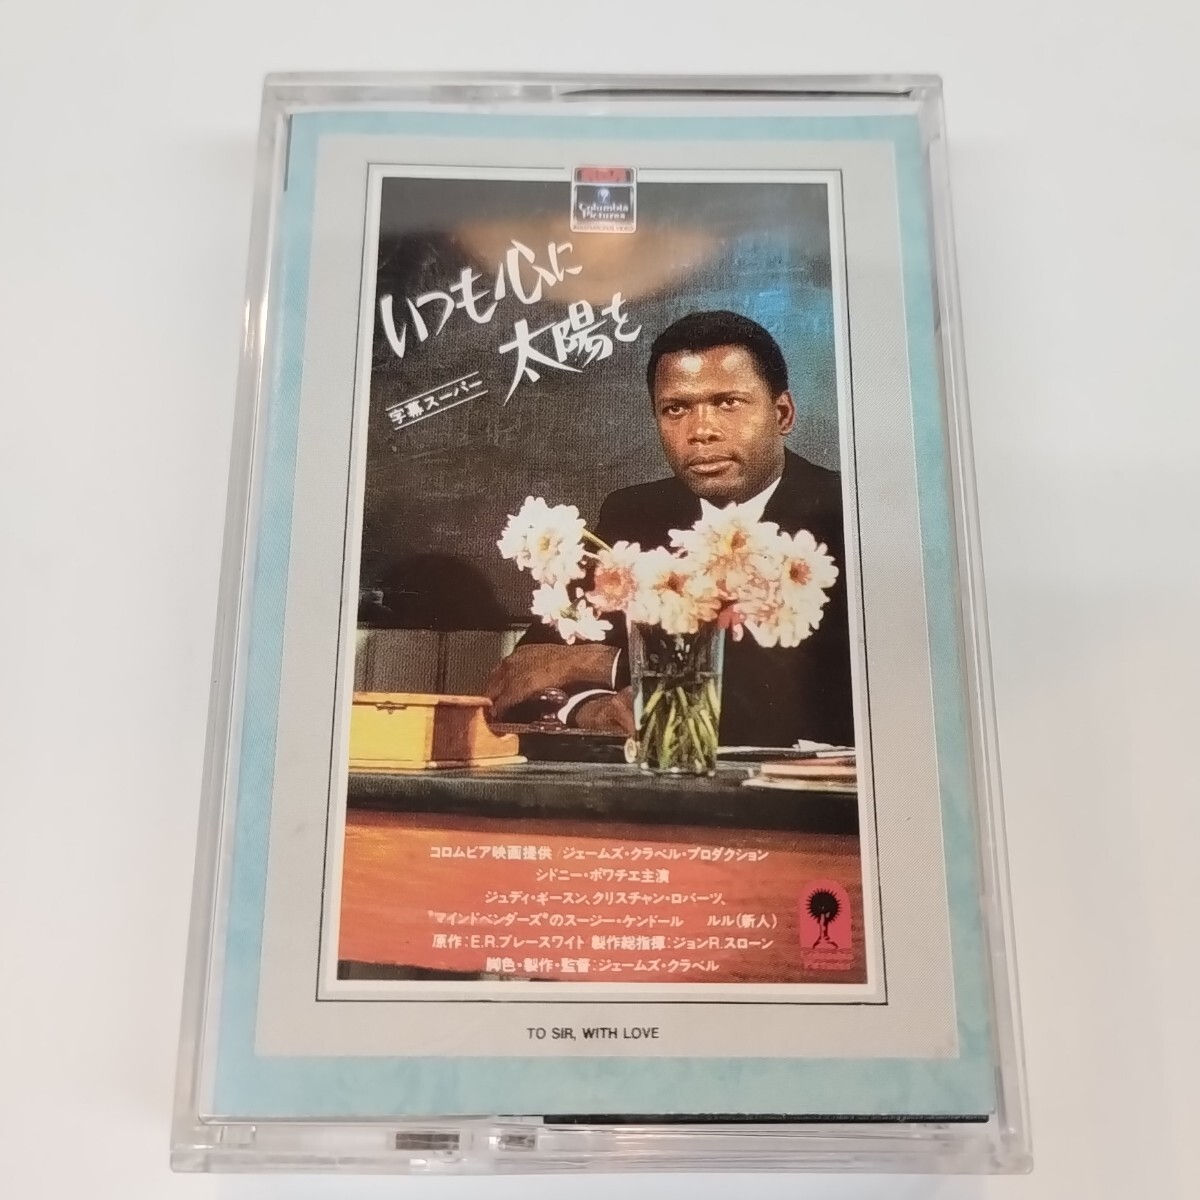 Columbia
Pictures
INTERNATIONAL VIDEO
いつも心に
太陽を
字幕スーパー
コロムビア映画提供/ジェームズ・クラベル・プロダクション
シドニー・ポワチエ主演
ジュディ・ギースン、クリスチャン・ロバーツ、
"マインドベンダーズ"のスージー・ケンドール ルル(新人)
原作:E.R.ブレースワイト 製作総指揮:ジョンR.スローン
脚色・製作・監督:ジェームズ・クラベル
TO SIR, WITH LOVE